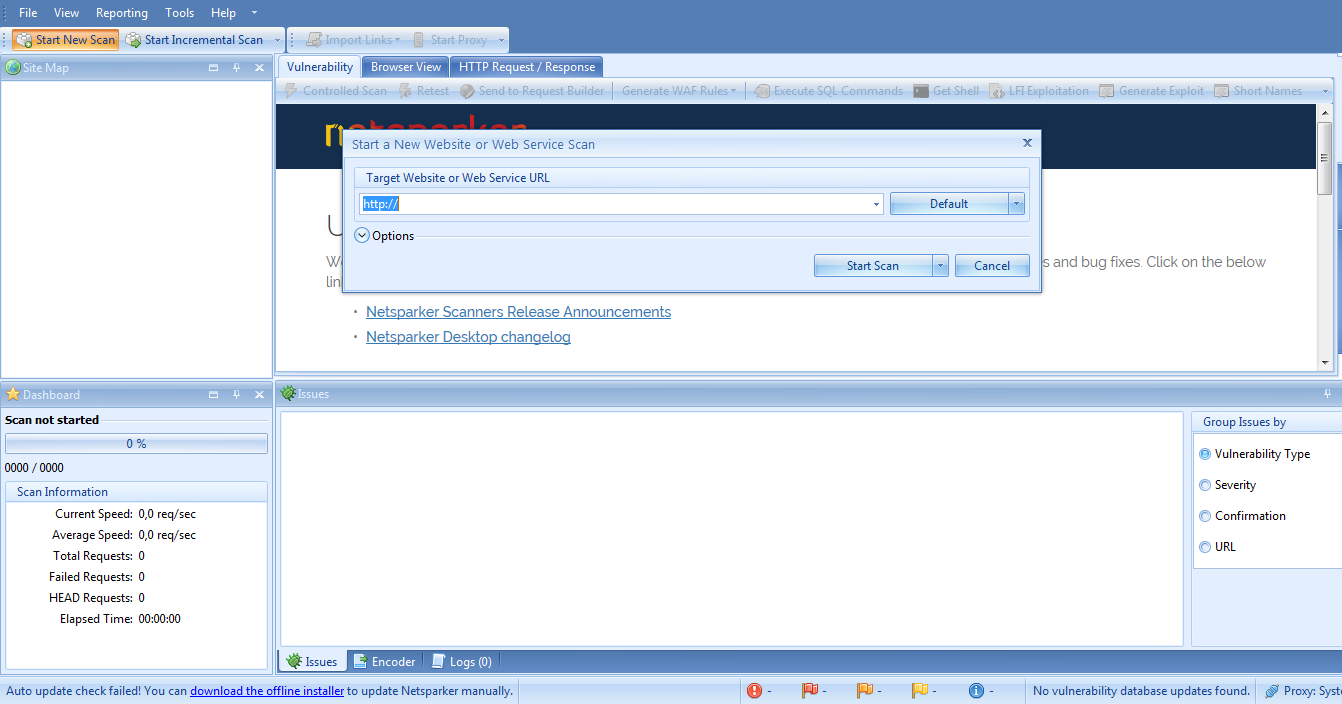 File View Reporting Tools Help
Start New Scan Start Incremental Scan Import Links Start Proxy
Site Map
Vulnerability Browser View HTTP Request / Response
Controlled Scan Retest Send to Request Builder Generate WAF Rules Execute SQL Commands Get Shell LFI Exploitation Generate Exploit Short Names
netsparker
Start a New Website or Web Service Scan
Target Website or Web Service URL
http:// Default
Options
Start Scan Cancel
s and bug fixes. Click on the below
Netsparker Scanners Release Announcements
Netsparker Desktop changelog
Dashboard
Scan not started
0 %
0000 / 0000
Scan Information
Current Speed: 0,0 req/sec
Average Speed: 0,0 req/sec
Total Requests: 0
Failed Requests: 0
HEAD Requests: 0
Elapsed Time: 00:00:00
Issues
Group Issues by
Vulnerability Type
Severity
Confirmation
URL
Issues Encoder Logs (0)
Auto update check failed! You can download the offline installer to update Netsparker manually.
- - - - -
No vulnerability database updates found.
Proxy: Syst